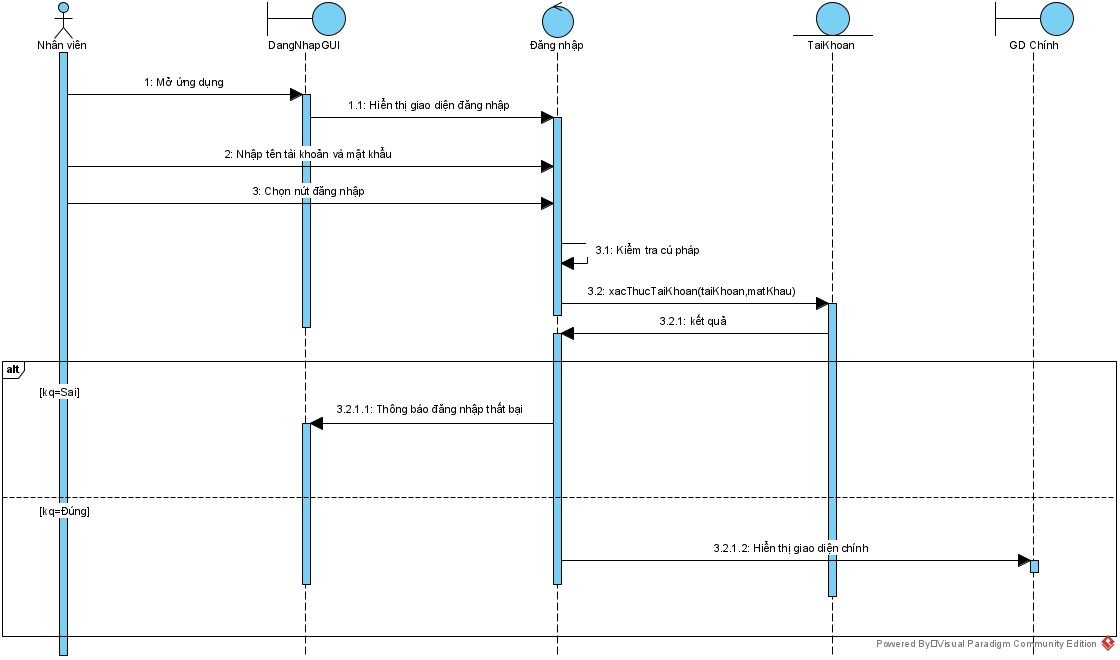 Nhân viên
DangNhapGUI
Đăng nhập
TaiKhoan
GD Chính
1: Mở ứng dụng
1.1: Hiển thị giao diện đăng nhập
2: Nhập tên tài khoản và mật khẩu
3: Chọn nút đăng nhập
3.1: Kiểm tra cú pháp
3.2: xacThucTaiKhoan(taiKhoan,matKhau)
3.2.1: kết quả
alt
[kq=Sai]
3.2.1.1: Thông báo đăng nhập thất bại
[kq=Đúng]
3.2.1.2: Hiển thị giao diện chính
Powered By Visual Paradigm Community Edition